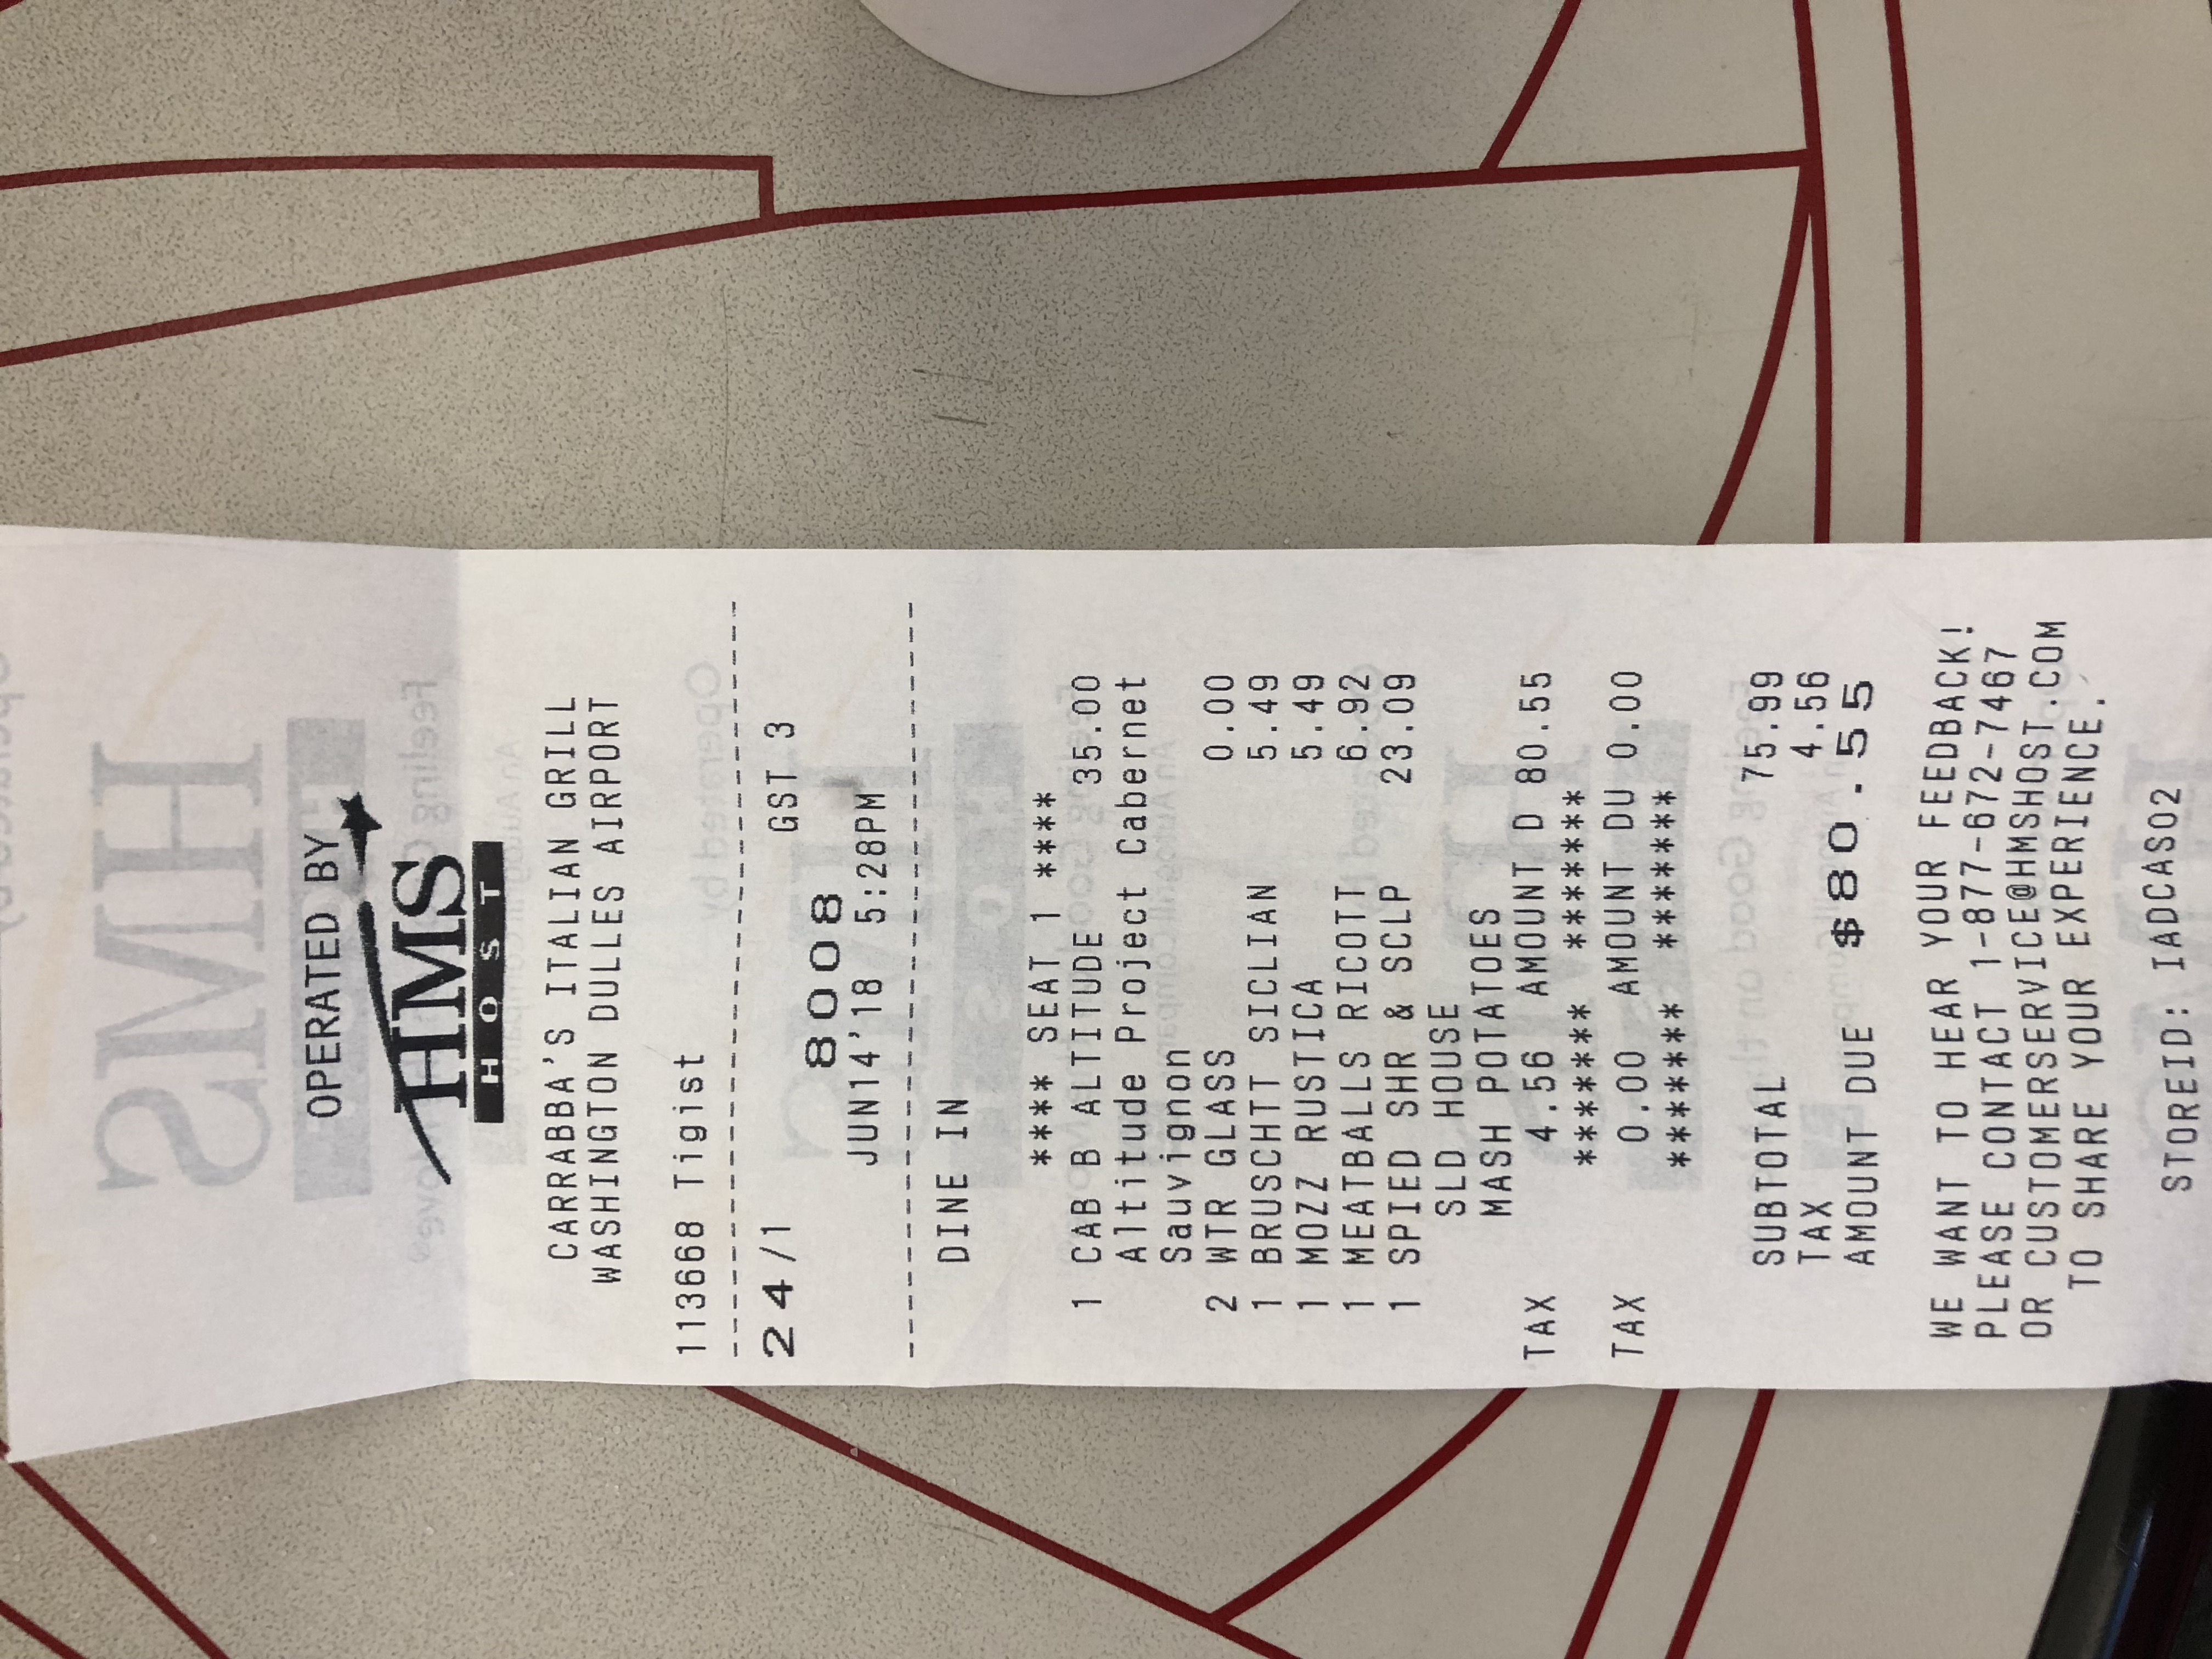 OPERATED BY
HMS
HOST
CARRABBA'S ITALIAN GRILL
WASHINGTON DULLES AIRPORT
113668 Tigist
--------------------------------
24/1 GST 3
8008
JUN14'18 5:28PM
--------------------------------
DINE IN
**** SEAT 1 ****
1 CAB B ALTITUDE 35.00
Altitude Project Cabernet
Sauvignon
2 WTR GLASS 0.00
1 BRUSCHTT SICLIAN 5.49
1 MOZZ RUSTICA 5.49
1 MEATBALLS RICOTT 6.92
1 SPIED SHR & SCLP 23.09
SLD HOUSE
MASH POTATOES
TAX 4.56 AMOUNT D 80.55
******* ********
TAX 0.00 AMOUNT DU 0.00
******* *******
SUBTOTAL 75.99
TAX 4.56
AMOUNT DUE $80.55
WE WANT TO HEAR YOUR FEEDBACK!
PLEASE CONTACT 1-877-672-7467
OR CUSTOMERSERVICE@HMSHOST.COM
TO SHARE YOUR EXPERIENCE.
STOREID: IADCAS02